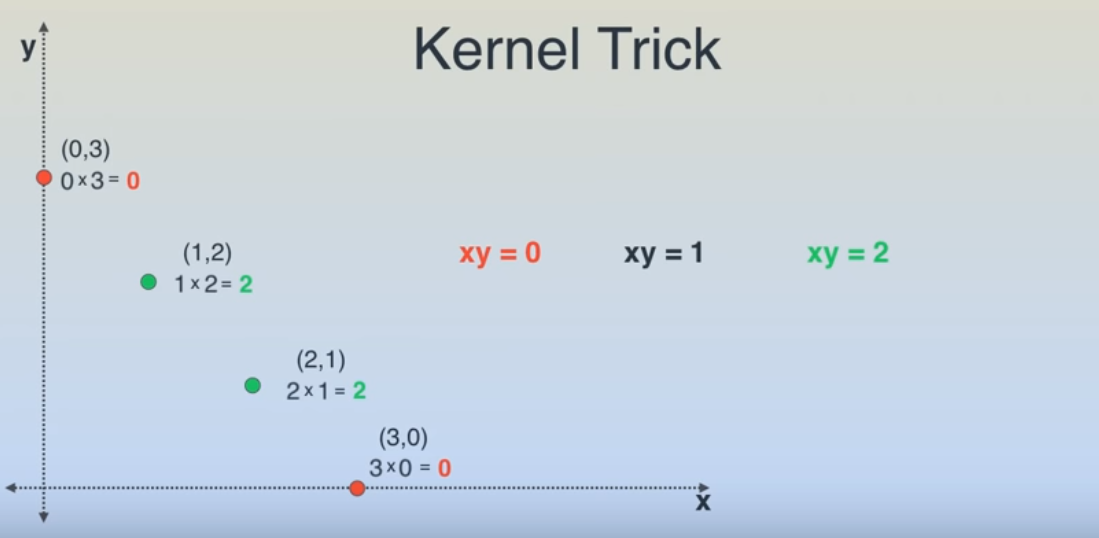 Kernel Trick
y
(0,3)
0×3= 0
(1,2)
1×2= 2
xy = 0
xy = 1
xy = 2
(2,1)
2×1= 2
(3,0)
3×0 = 0
x